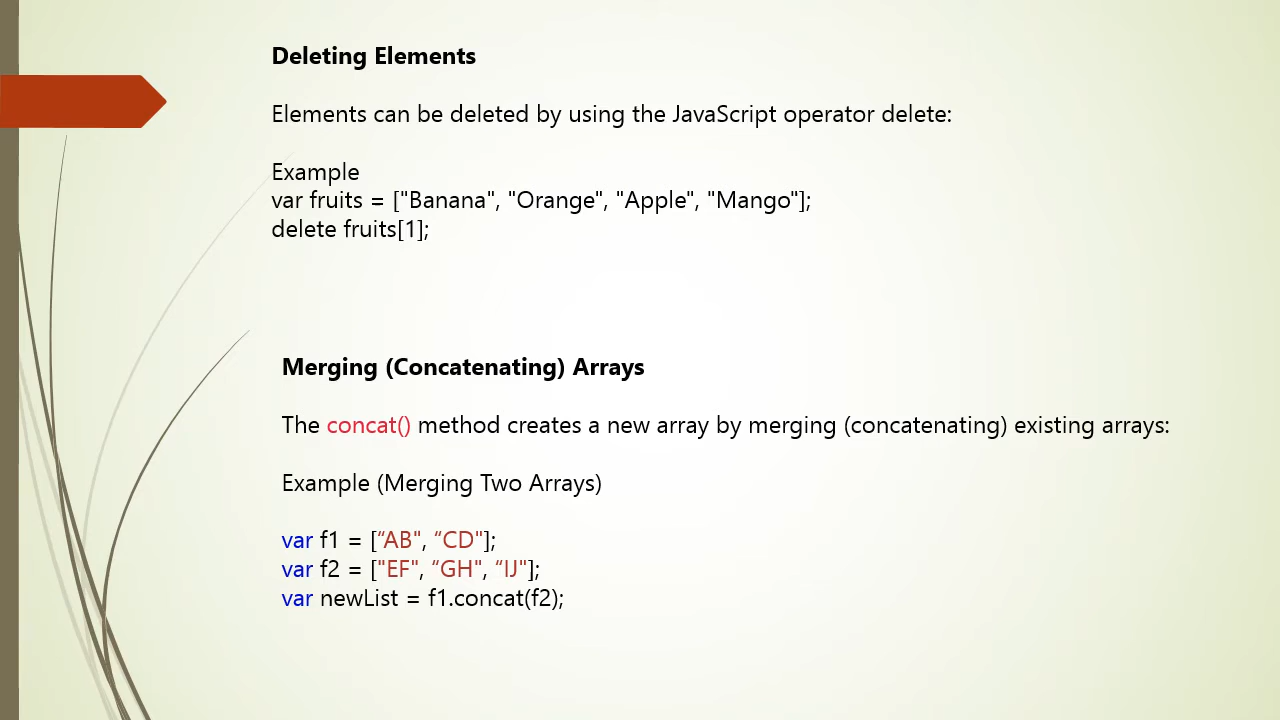 Deleting Elements
Elements can be deleted by using the JavaScript operator delete:
Example
var fruits = ["Banana", "Orange", "Apple", "Mango"];
delete fruits[1];
Merging (Concatenating) Arrays
The concat() method creates a new array by merging (concatenating) existing arrays:
Example (Merging Two Arrays)
var f1 = [“AB", “CD"];
var f2 = ["EF", “GH", “IJ"];
var newList = f1.concat(f2);